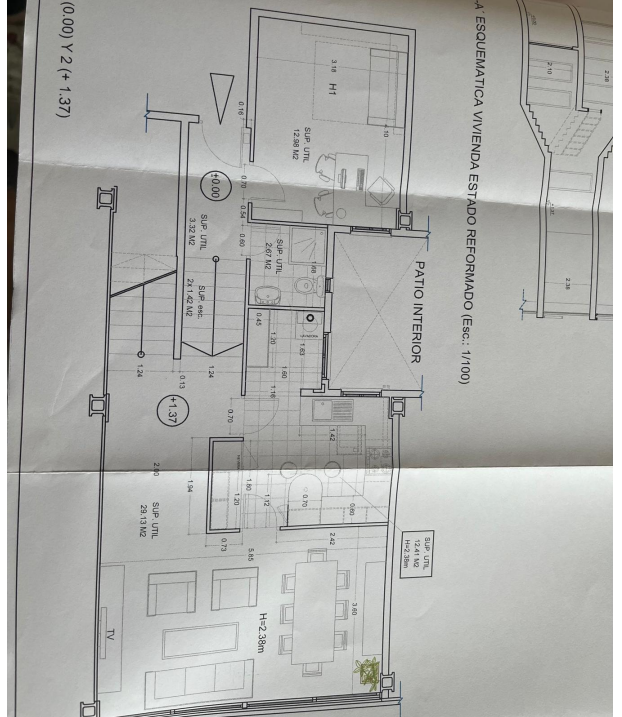 -A´ ESQUEMATICA VIVIENDA ESTADO REFORMADO (Esc.: 1/100)
(0.00) Y 2 (+ 1.37)
2.38
2.10
2.38
3.18
H1
SUP. UTIL
12.98 M2
0.16
0.70
0.54
0.60
±0.00
SUP. UTIL
3.32 M2
SUP. esc.
2x 1.42 M2
SUP. UTIL
2.67 M2
1.68
PATIO INTERIOR
0.45
1.20
1.63
1.60
1.16
1.24
0.13
1.24
+1.37
0.70
1.42
1.94
1.80
1.20
1.12
0.70
0.60
0.73
2.42
SUP. UTIL
12.41 M2
H=2.38m
SUP. UTIL
29.13 M2
5.85
3.60
H=2.38m
TV